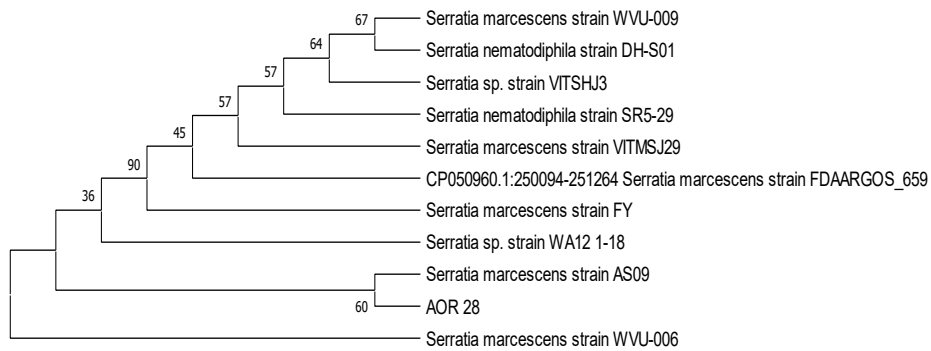 67
Serratia marcescens strain WVU-009
64
Serratia nematodiphila strain DH-S01
57
Serratia sp. strain VITSHJ3
57
Serratia nematodiphila strain SR5-29
45
Serratia marcescens strain VITMSJ29
90
CP050960.1:250094-251264 Serratia marcescens strain FDAARGOS_659
36
Serratia marcescens strain FY
Serratia sp. strain WA12 1-18
Serratia marcescens strain AS09
60
AOR 28
Serratia marcescens strain WVU-006